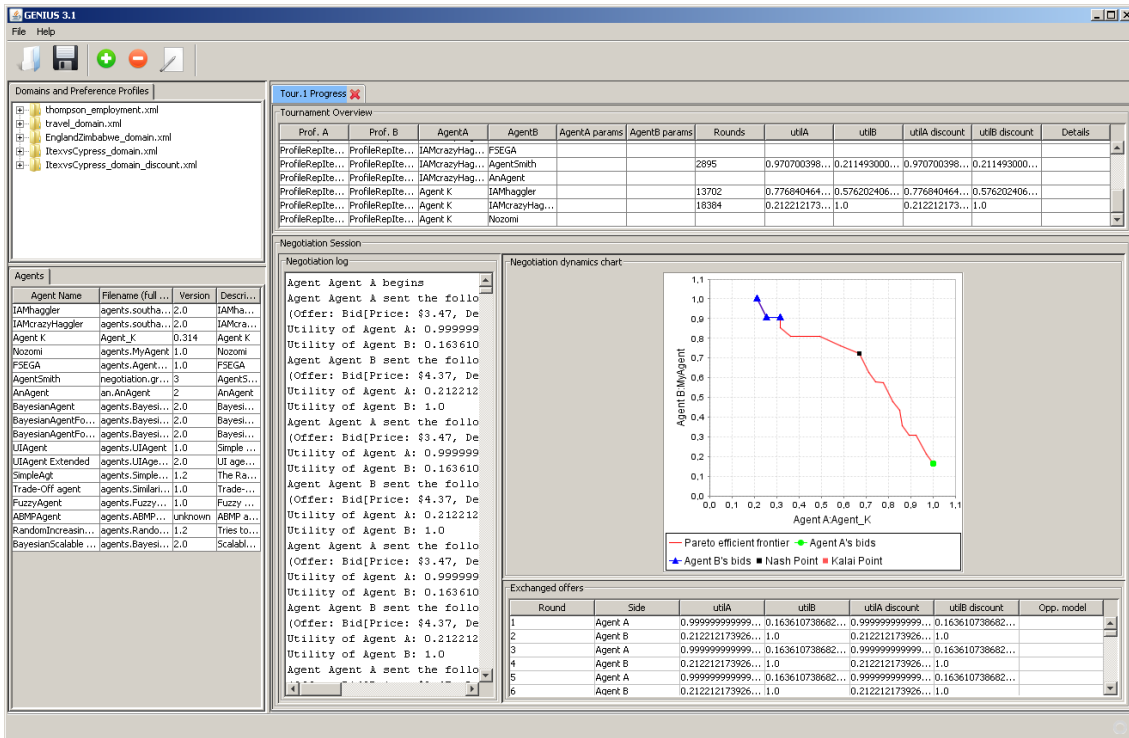 GENIUS 3.1
File Help
Domains and Preference Profiles
thompson_employment.xml
travel_domain.xml
EnglandZimbabwe_domain.xml
ItexvsCypress_domain.xml
ItexvsCypress_domain_discount.xml
Agents
Agent Name Filename (full ... Version Descri...
IAMhaggler agents.southa... 2.0 IAMha...
IAMcrazyHaggler agents.southa... 2.0 IAMcra...
Agent K Agent_K 0.314 Agent K
Nozomi agents.MyAgent 1.0 Nozomi
FSEGA agents.Agent... 1.0 FSEGA
AgentSmith negotiation.gr... 3 AgentS...
AnAgent an.AnAgent 2 AnAgent
BayesianAgent agents.Bayesi... 2.0 Bayesi...
BayesianAgentFo... agents.Bayesi... 2.0 Bayesi...
BayesianAgentFo... agents.Bayesi... 2.0 Bayesi...
UIAgent agents.UIAgent 1.0 Simple ...
UIAgent Extended agents.UIAge... 2.0 UI age...
SimpleAgt agents.Simple... 1.2 The Ra...
Trade-Off agent agents.Similari... 1.0 Trade-...
FuzzyAgent agents.Fuzzy... 1.0 Fuzzy ...
ABMPAgent agents.ABMP... unknown ABMP a...
RandomIncreasin... agents.Rando... 1.2 Tries to...
BayesianScalable ... agents.Bayesi... 2.0 Scalabl...
Tour.1 Progress
Tournament Overview
Prof. A Prof. B AgentA AgentB AgentA params AgentB params Rounds utilA utilB utilA discount utilB discount Details
ProfileRepIte... ProfileRepIte... IAMcrazyHag... FSEGA
ProfileRepIte... ProfileRepIte... IAMcrazyHag... AgentSmith 2895 0.970700398... 0.211493000... 0.970700398... 0.211493000...
ProfileRepIte... ProfileRepIte... IAMcrazyHag... AnAgent
ProfileRepIte... ProfileRepIte... Agent K IAMhaggler 13702 0.776840464... 0.576202406... 0.776840464... 0.576202406...
ProfileRepIte... ProfileRepIte... Agent K IAMcrazyHag... 18384 0.212212173... 1.0 0.212212173... 1.0
ProfileRepIte... ProfileRepIte... Agent K Nozomi
Negotiation Session
Negotiation log
Agent Agent A begins
Agent Agent A sent the follo
(Offer: Bid[Price: $3.47, De
Utility of Agent A: 0.999999
Utility of Agent B: 0.163610
Agent Agent B sent the follo
(Offer: Bid[Price: $4.37, De
Utility of Agent A: 0.212212
Utility of Agent B: 1.0
Agent Agent A sent the follo
(Offer: Bid[Price: $3.47, De
Utility of Agent A: 0.999999
Utility of Agent B: 0.163610
Agent Agent B sent the follo
(Offer: Bid[Price: $4.37, De
Utility of Agent A: 0.212212
Utility of Agent B: 1.0
Agent Agent A sent the follo
(Offer: Bid[Price: $3.47, De
Utility of Agent A: 0.999999
Utility of Agent B: 0.163610
Agent Agent B sent the follo
(Offer: Bid[Price: $4.37, De
Utility of Agent A: 0.212212
Utility of Agent B: 1.0
Agent Agent A sent the follo
Negotiation dynamics chart
1,1
1,0
0,9
0,8
0,7
0,6
0,5
0,4
0,3
0,2
0,1
0,0
Agent B:MyAgent
0,0 0,1 0,2 0,3 0,4 0,5 0,6 0,7 0,8 0,9 1,0 1,1
Agent A:Agent_K
Pareto efficient frontier Agent A's bids
Agent B's bids Nash Point Kalai Point
Exchanged offers
Round Side utilA utilB utilA discount utilB discount Opp. model
1 Agent A 0.999999999999... 0.163610738682... 0.999999999999... 0.163610738682...
2 Agent B 0.212212173926... 1.0 0.212212173926... 1.0
3 Agent A 0.999999999999... 0.163610738682... 0.999999999999... 0.163610738682...
4 Agent B 0.212212173926... 1.0 0.212212173926... 1.0
5 Agent A 0.999999999999... 0.163610738682... 0.999999999999... 0.163610738682...
6 Agent B 0.212212173926... 1.0 0.212212173926... 1.0